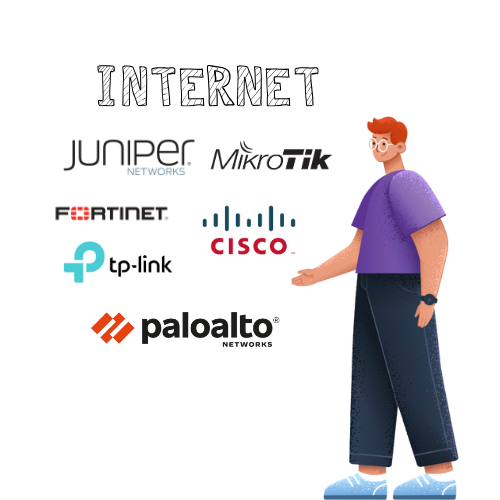 INTERNET
JUNIPER
NETWORKS
MikroTik
FORTINET
CISCO
tp-link
paloalto
NETWORKS